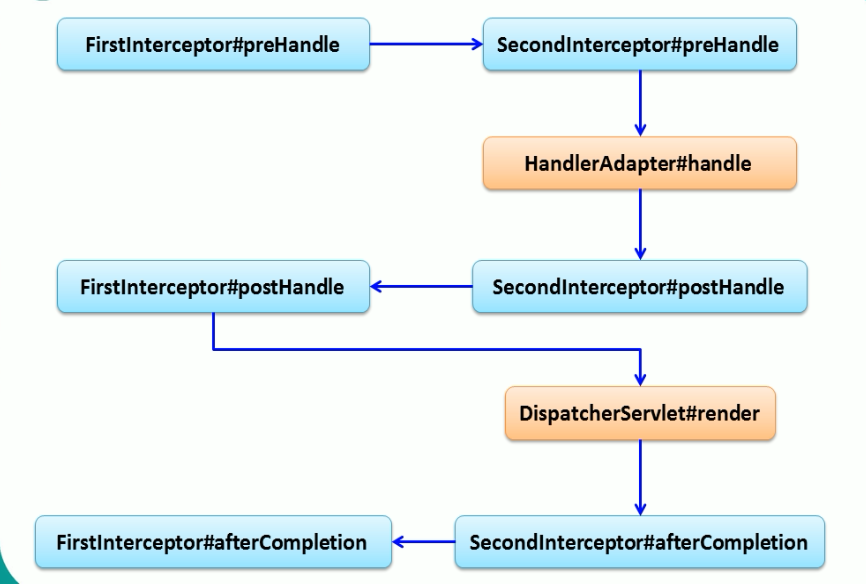 FirstInterceptor#preHandle
SecondInterceptor#preHandle
HandlerAdapter#handle
FirstInterceptor#postHandle
SecondInterceptor#postHandle
DispatcherServlet#render
FirstInterceptor#afterCompletion
SecondInterceptor#afterCompletion